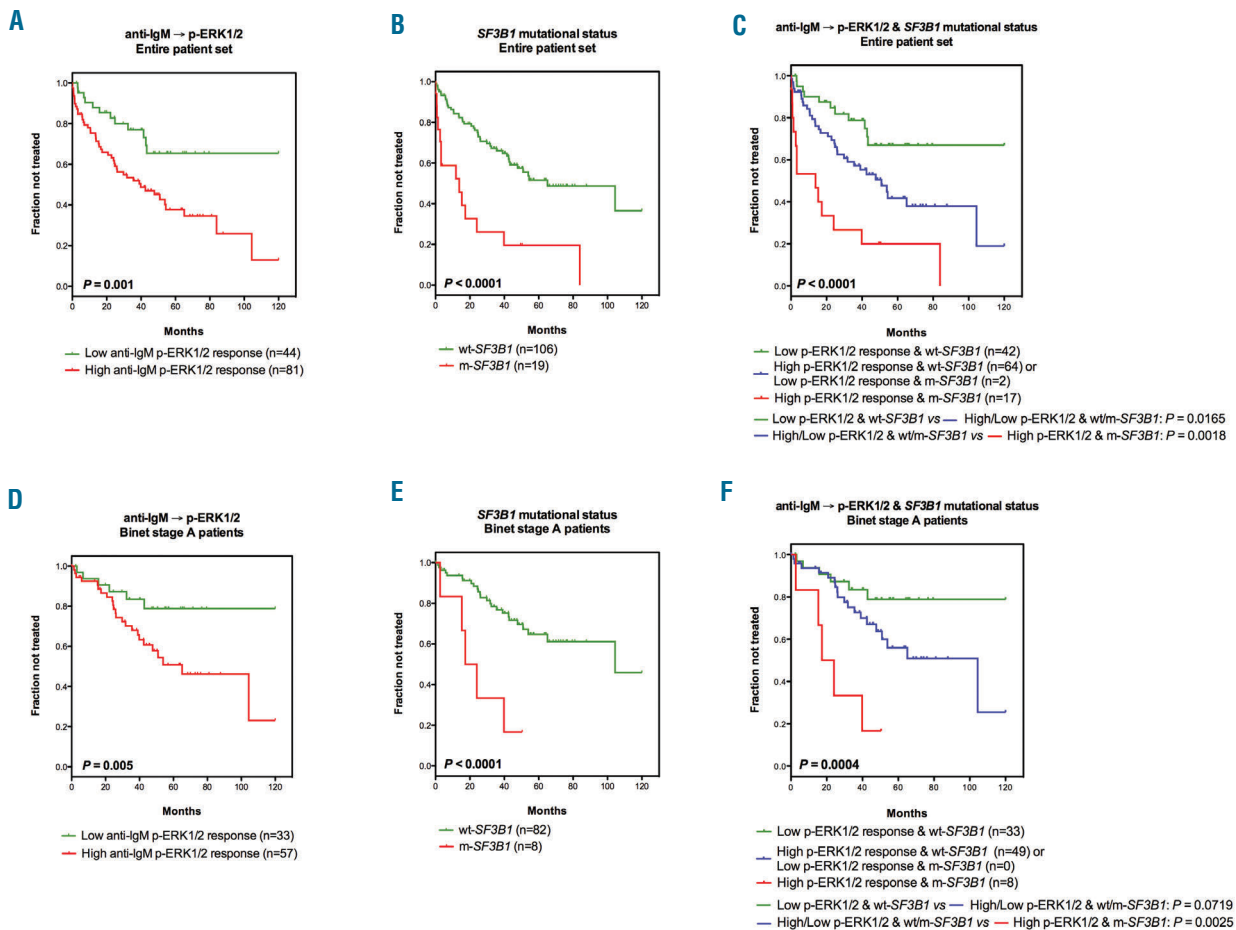 A
anti-IgM → p-ERK1/2
Entire patient set
1.0
0.8
0.6
0.4
0.2
0.0
Fraction not treated
P = 0.001
0 20 40 60 80 100 120
Months
Low anti-IgM p-ERK1/2 response (n=44)
High anti-IgM p-ERK1/2 response (n=81)
B
SF3B1 mutational status
Entire patient set
1.0
0.8
0.6
0.4
0.2
0.0
Fraction not treated
P < 0.0001
0 20 40 60 80 100 120
Months
wt-SF3B1 (n=106)
m-SF3B1 (n=19)
C
anti-IgM → p-ERK1/2 & SF3B1 mutational status
Entire patient set
1.0
0.8
0.6
0.4
0.2
0.0
Fraction not treated
P < 0.0001
0 20 40 60 80 100 120
Months
Low p-ERK1/2 response & wt-SF3B1 (n=42)
High p-ERK1/2 response & wt-SF3B1 (n=64) or
Low p-ERK1/2 response & m-SF3B1 (n=2)
High p-ERK1/2 response & m-SF3B1 (n=17)
Low p-ERK1/2 & wt-SF3B1 vs High/Low p-ERK1/2 & wt/m-SF3B1: P = 0.0165
High/Low p-ERK1/2 & wt/m-SF3B1 vs High p-ERK1/2 & m-SF3B1: P = 0.0018
D
anti-IgM → p-ERK1/2
Binet stage A patients
1.0
0.8
0.6
0.4
0.2
0.0
Fraction not treated
P = 0.005
0 20 40 60 80 100 120
Months
Low anti-IgM p-ERK1/2 response (n=33)
High anti-IgM p-ERK1/2 response (n=57)
E
SF3B1 mutational status
Binet stage A patients
1.0
0.8
0.6
0.4
0.2
0.0
Fraction not treated
P < 0.0001
0 20 40 60 80 100 120
Months
wt-SF3B1 (n=82)
m-SF3B1 (n=8)
F
anti-IgM → p-ERK1/2 & SF3B1 mutational status
Binet stage A patients
1.0
0.8
0.6
0.4
0.2
0.0
Fraction not treated
P = 0.0004
0 20 40 60 80 100 120
Months
Low p-ERK1/2 response & wt-SF3B1 (n=33)
High p-ERK1/2 response & wt-SF3B1 (n=49) or
Low p-ERK1/2 response & m-SF3B1 (n=0)
High p-ERK1/2 response & m-SF3B1 (n=8)
Low p-ERK1/2 & wt-SF3B1 vs High/Low p-ERK1/2 & wt/m-SF3B1: P = 0.0719
High/Low p-ERK1/2 & wt/m-SF3B1 vs High p-ERK1/2 & m-SF3B1: P = 0.0025